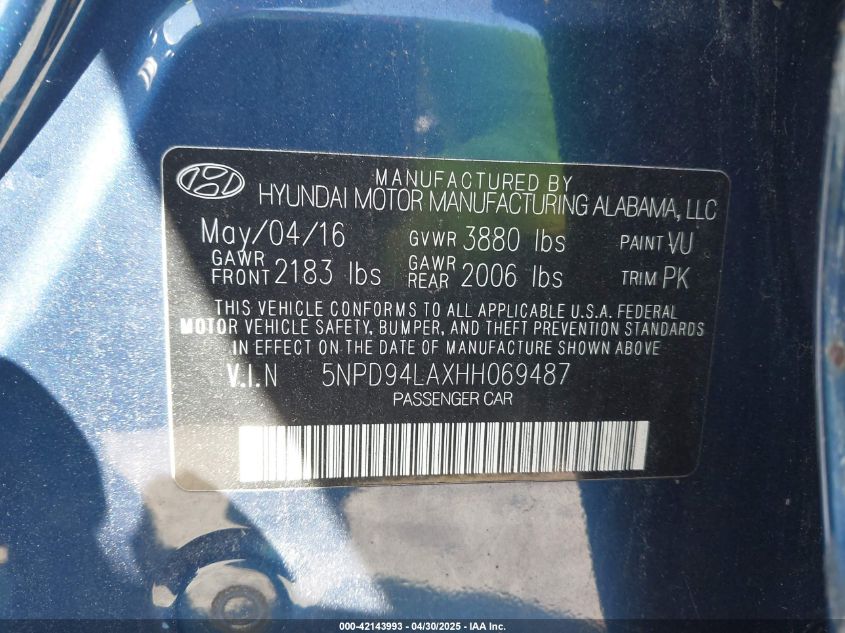 MANUFACTURED BY
HYUNDAI MOTOR MANUFACTURING ALABAMA, LLC
May/04/16 GVWR 3880 lbs PAINT VU
GAWR FRONT 2183 lbs GAWR REAR 2006 lbs TRIM PK
THIS VEHICLE CONFORMS TO ALL APPLICABLE U.S.A. FEDERAL
MOTOR VEHICLE SAFETY, BUMPER, AND THEFT PREVENTION STANDARDS
IN EFFECT ON THE DATE OF MANUFACTURE SHOWN ABOVE
V.I.N 5NPD94LAXHH069487
PASSENGER CAR
000-42143993 - 04/30/2025 - IAA Inc.